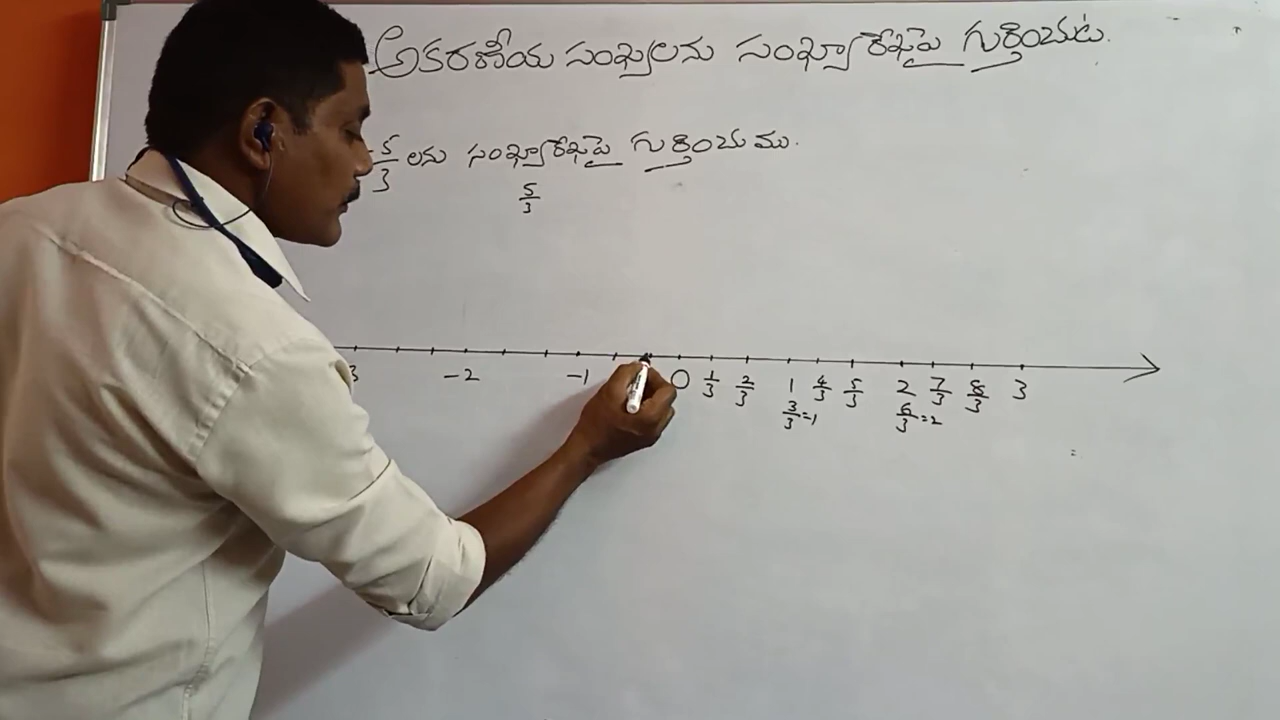 అకరణీయ సంఖ్యలను సంఖ్యారేఖపై గుర్తించుట.
-5/3 లను సంఖ్యారేఖపై గుర్తించుము.
5/3
3 -2 -1 0 1/3 2/3 1 4/3 5/3 2 7/3 8/3 3
3/3=1 6/3=2